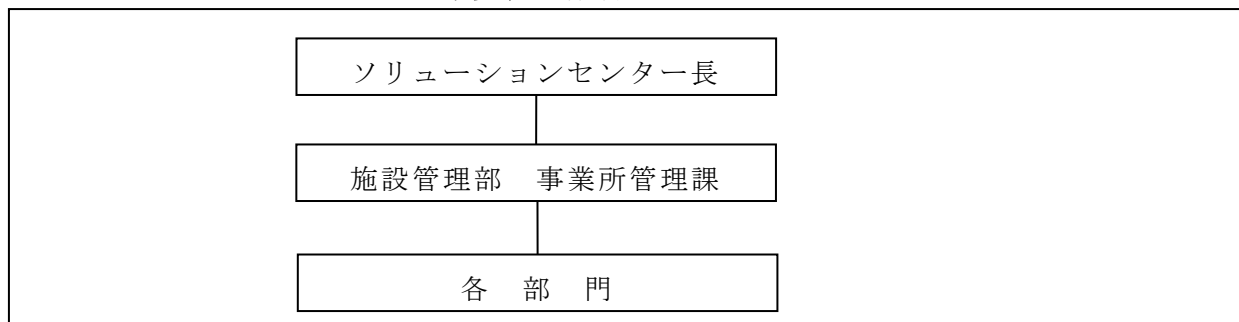 ソリューションセンター長
施設管理部　事業所管理課
各　部　門